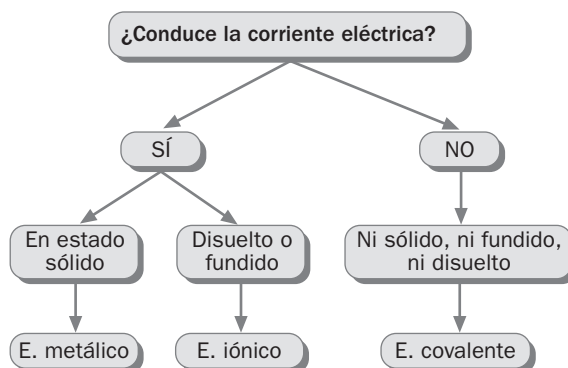 ¿Conduce la corriente eléctrica?
SÍ
NO
En estado
sólido
Disuelto o
fundido
Ni sólido, ni fundido,
ni disuelto
E. metálico
E. iónico
E. covalente